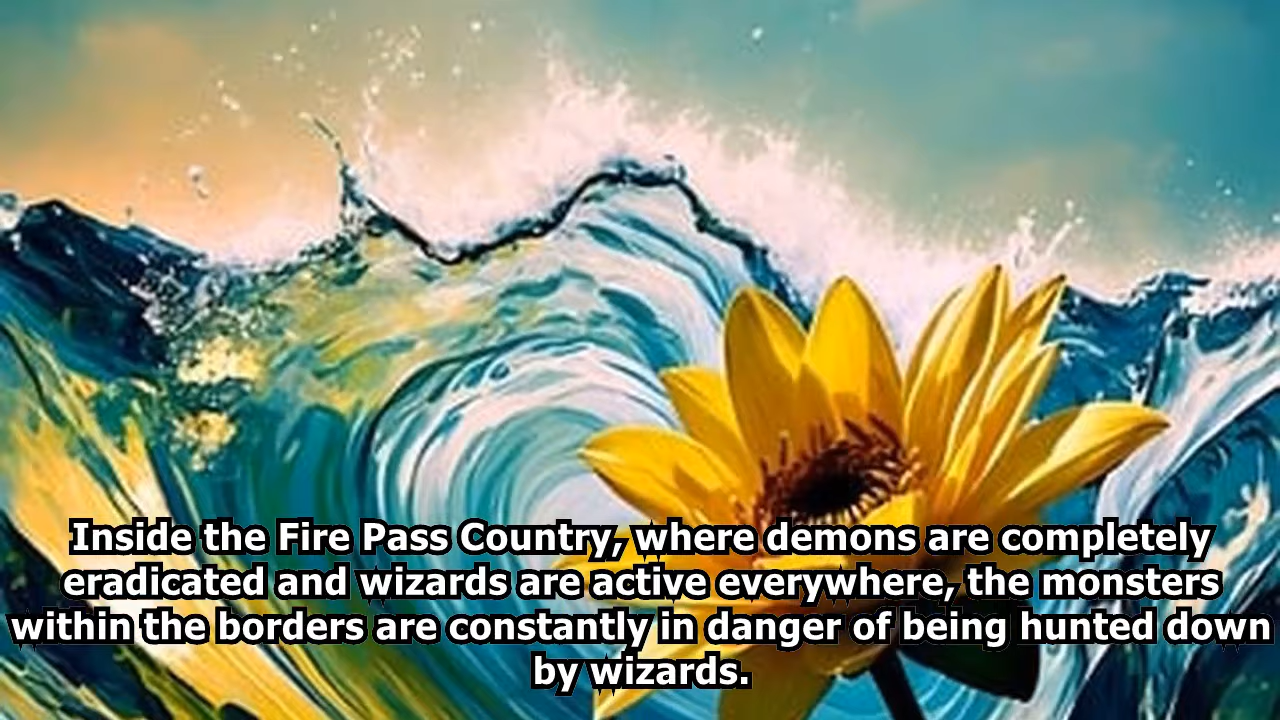 Inside the Fire Pass Country, where demons are completely
eradicated and wizards are active everywhere, the monsters
within the borders are constantly in danger of being hunted down
by wizards.